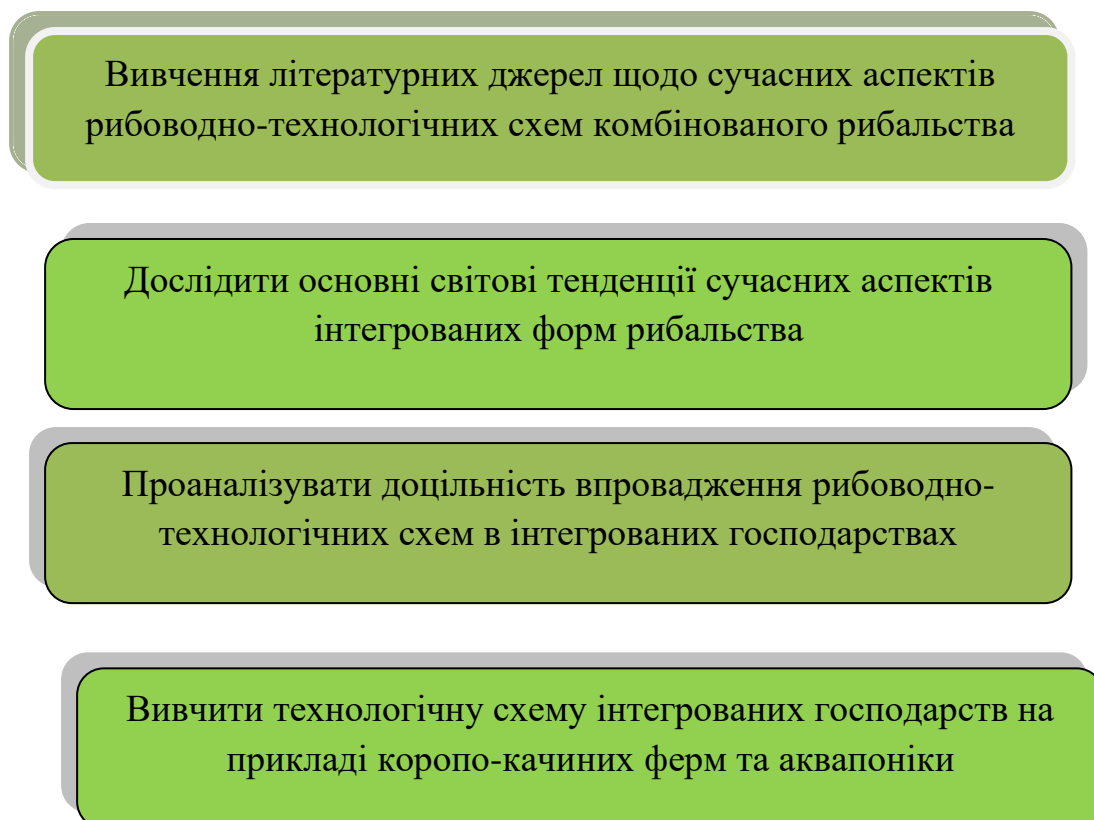 Вивчення літературних джерел щодо сучасних аспектів
рибоводно-технологічних схем комбінованого рибальства
Дослідити основні світові тенденції сучасних аспектів
інтегрованих форм рибальства
Проаналізувати доцільність впровадження рибоводно-
технологічних схем в інтегрованих господарствах
Вивчити технологічну схему інтегрованих господарств на
прикладі коропо-качиних ферм та аквапоніки